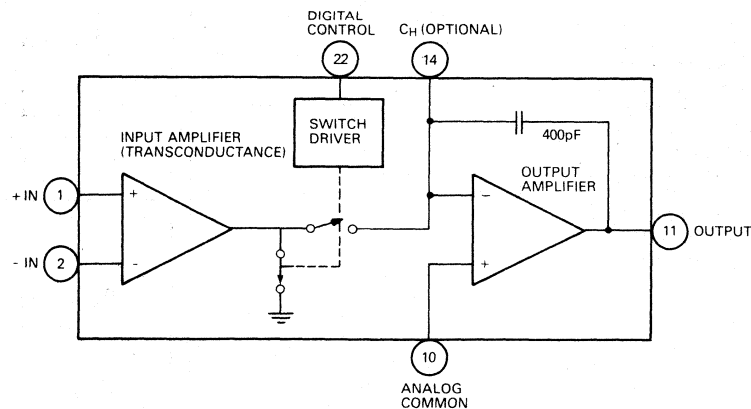 DIGITAL
CONTROL
CH (OPTIONAL)
22
14
SWITCH
DRIVER
400pF
INPUT AMPLIFIER
(TRANSCONDUCTANCE)
OUTPUT
AMPLIFIER
+ IN
1
+
−
- IN
2
-
+
11
OUTPUT
10
ANALOG
COMMON